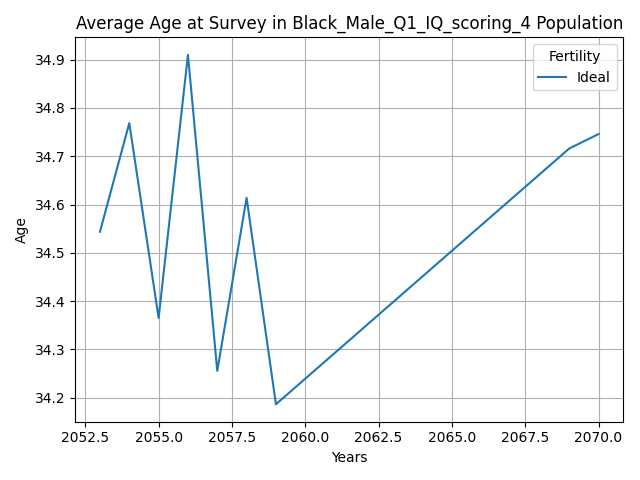 Average Age at Survey in Black_Male_Q1_IQ_scoring_4 Population
Fertility
Ideal
34.9
34.8
34.7
34.6
34.5
34.4
34.3
34.2
Age
2052.5 2055.0 2057.5 2060.0 2062.5 2065.0 2067.5 2070.0
Years